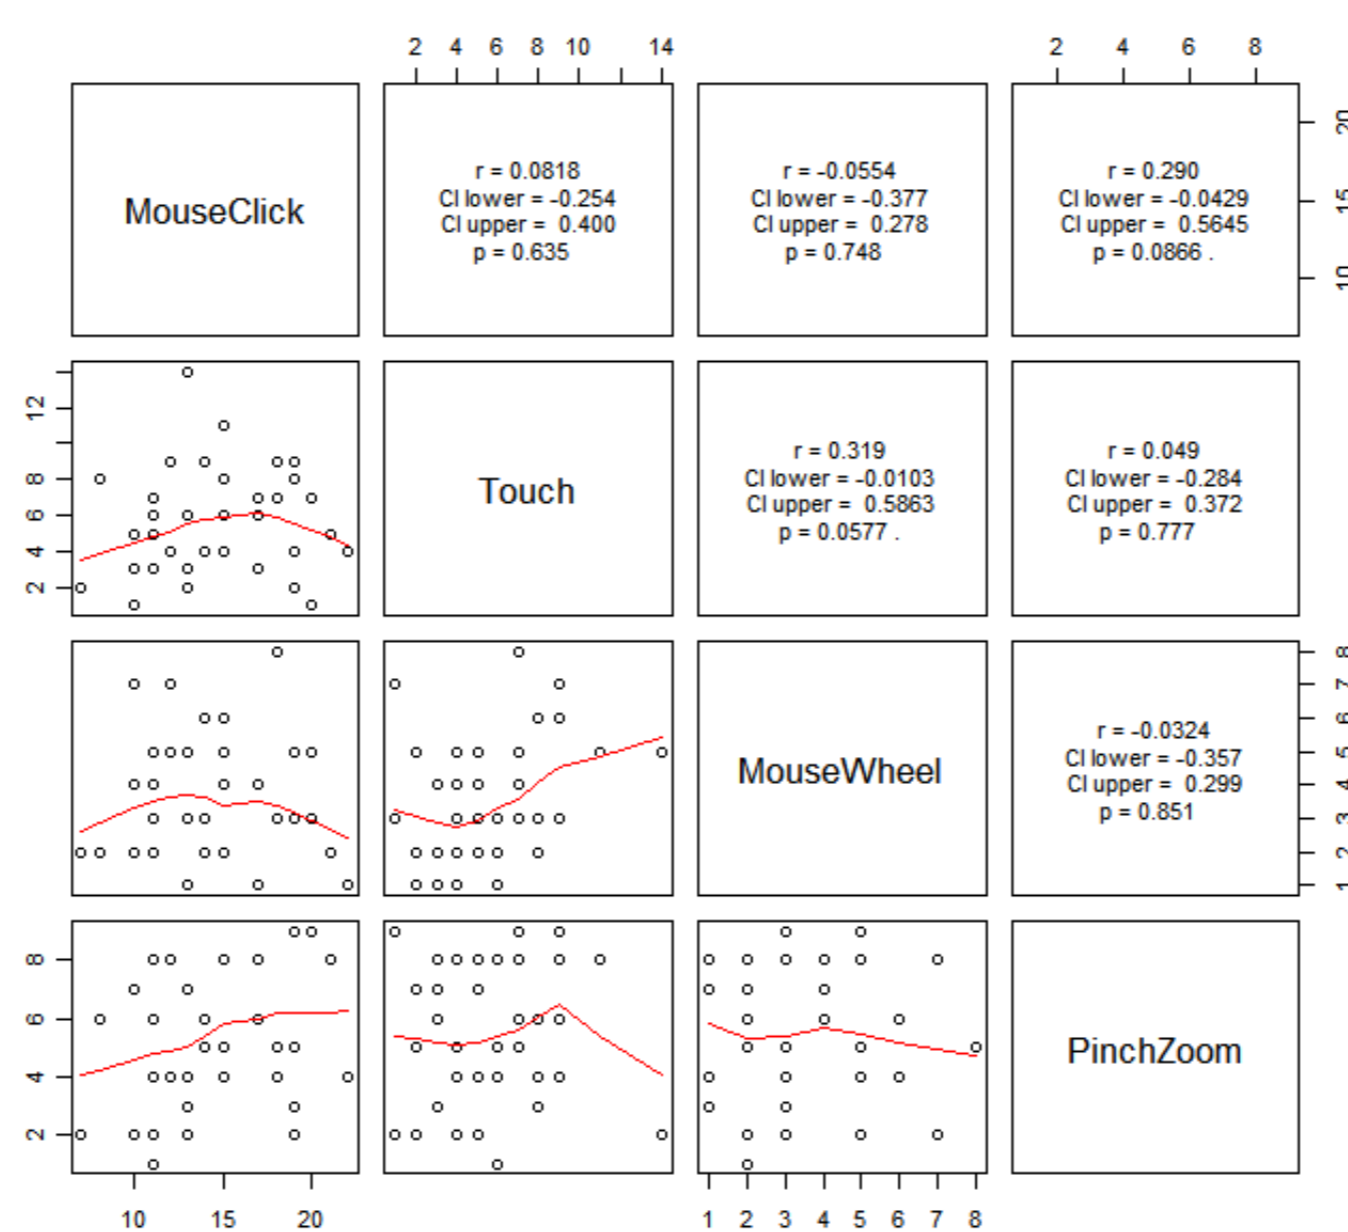 2 4 6 8 10 14 2 4 6 8
MouseClick
r = 0.0818
CI lower = -0.254
CI upper = 0.400
p = 0.635
r = -0.0554
CI lower = -0.377
CI upper = 0.278
p = 0.748
r = 0.290
CI lower = -0.0429
CI upper = 0.5645
p = 0.0866 .
10 15 20
2 4 6 8 12
Touch
r = 0.319
CI lower = -0.0103
CI upper = 0.5863
p = 0.0577 .
r = 0.049
CI lower = -0.284
CI upper = 0.372
p = 0.777
MouseWheel
r = -0.0324
CI lower = -0.357
CI upper = 0.299
p = 0.851
1 2 3 4 5 6 7 8
2 4 6 8
PinchZoom
10 15 20 1 2 3 4 5 6 7 8